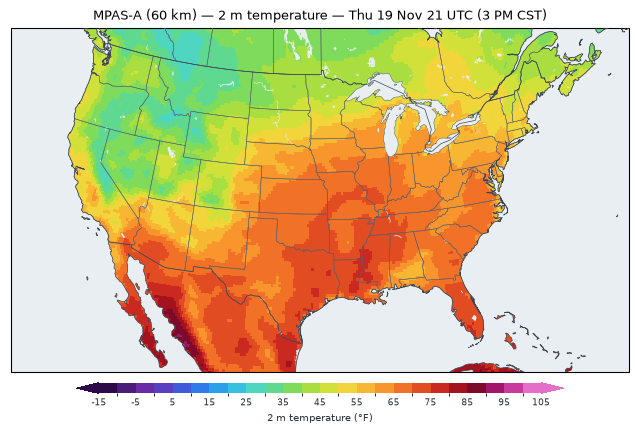 MPAS-A (60 km) — 2 m temperature — Thu 19 Nov 21 UTC (3 PM CST)
-15 -5 5 15 25 35 45 55 65 75 85 95 105
2 m temperature (°F)